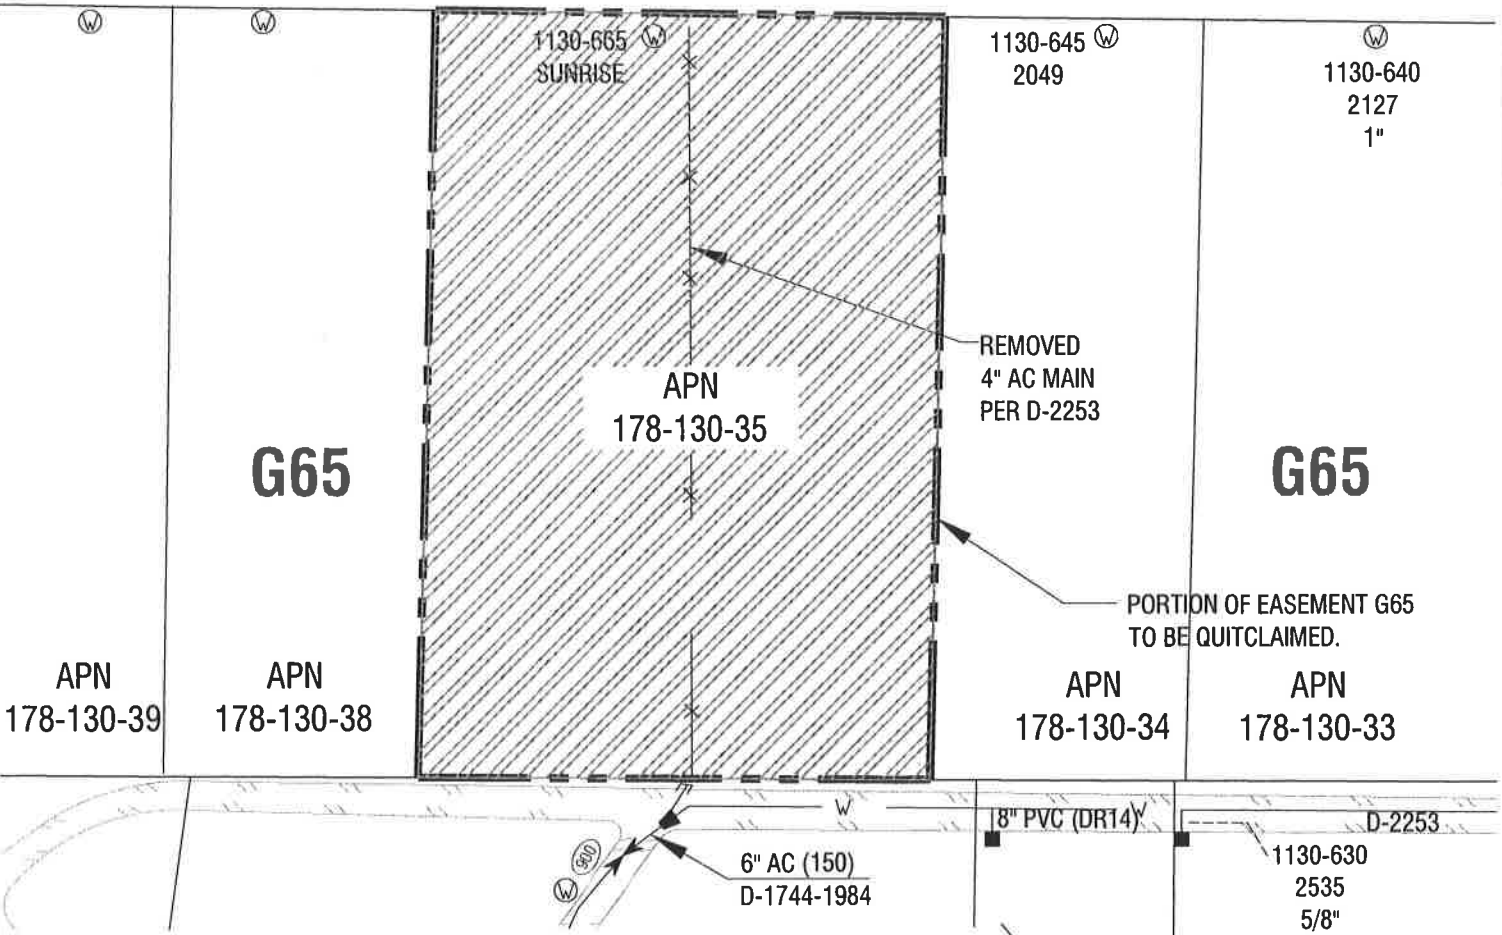 W
W
1130-665 W
SUNRISE
1130-645 W
2049
W
1130-640
2127
1"
REMOVED
4" AC MAIN
PER D-2253
APN
178-130-35
G65
G65
PORTION OF EASEMENT G65
TO BE QUITCLAIMED.
APN
178-130-39
APN
178-130-38
APN
178-130-34
APN
178-130-33
W
8" PVC (DR14)
W
D-2253
900
W
6" AC (150)
D-1744-1984
1130-630
2535
5/8"